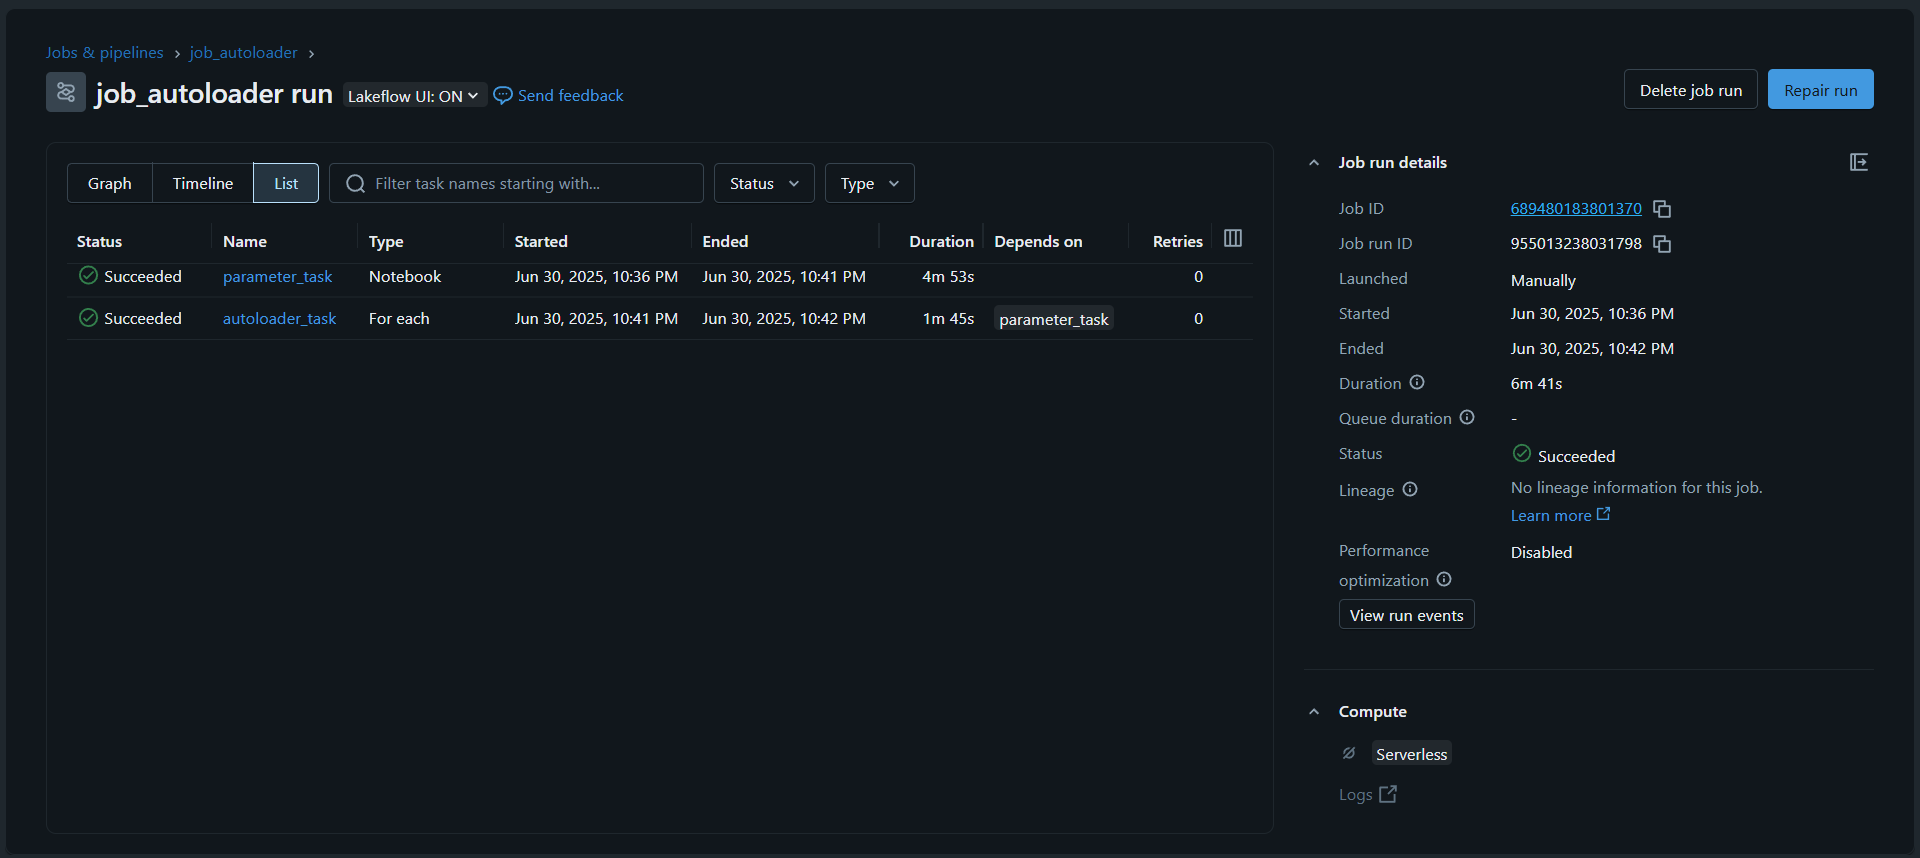 Jobs & pipelines › job_autoloader ›
job_autoloader run Lakeflow UI: ON Send feedback
Delete job run Repair run
Graph Timeline List Filter task names starting with... Status Type
Status Name Type Started Ended Duration Depends on Retries
Succeeded parameter_task Notebook Jun 30, 2025, 10:36 PM Jun 30, 2025, 10:41 PM 4m 53s 0
Succeeded autoloader_task For each Jun 30, 2025, 10:41 PM Jun 30, 2025, 10:42 PM 1m 45s parameter_task 0
Job run details
Job ID 689480183801370
Job run ID 955013238031798
Launched Manually
Started Jun 30, 2025, 10:36 PM
Ended Jun 30, 2025, 10:42 PM
Duration 6m 41s
Queue duration -
Status Succeeded
Lineage No lineage information for this job.
Learn more
Performance Disabled
optimization
View run events
Compute
Serverless
Logs